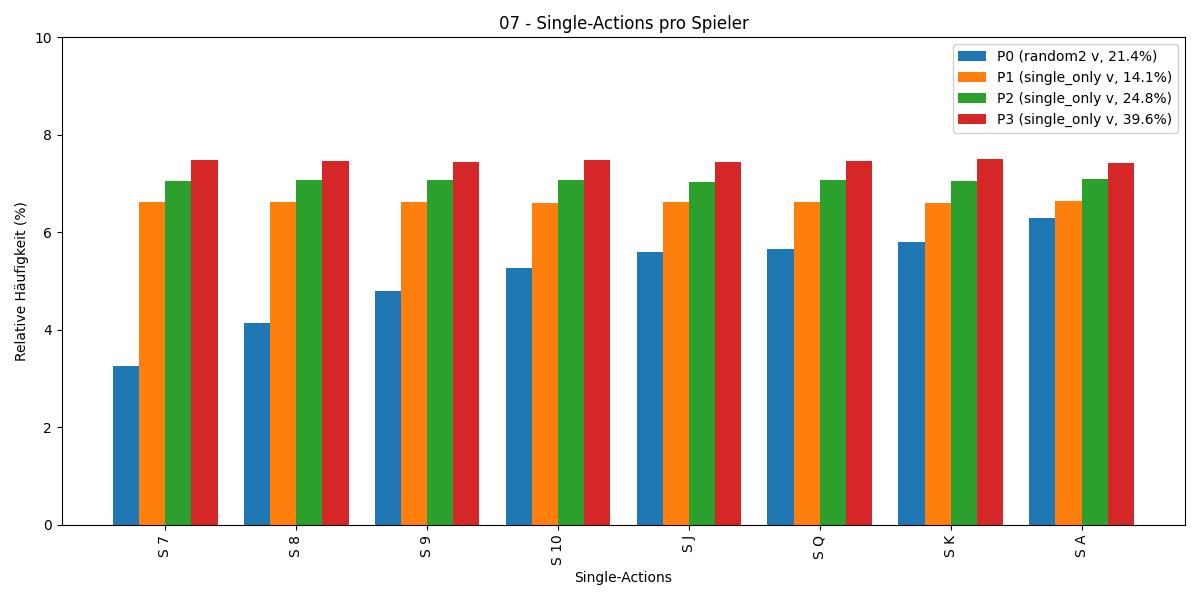 07 - Single-Actions pro Spieler
P0 (random2 v, 21.4%)
P1 (single_only v, 14.1%)
P2 (single_only v, 24.8%)
P3 (single_only v, 39.6%)
Relative Häufigkeit (%)
10
8
6
4
2
0
S 7
S 8
S 9
S 10
S J
S Q
S K
S A
Single-Actions